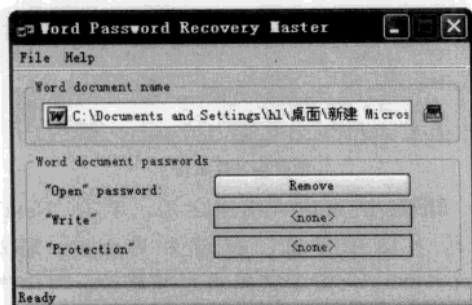 Word Password Recovery Master
File Help
Word document name
C:\Documents and Settings\hl\桌面\新建 Micros
Word document passwords
"Open" password: Remove
"Write" <none>
"Protection" <none>
Ready